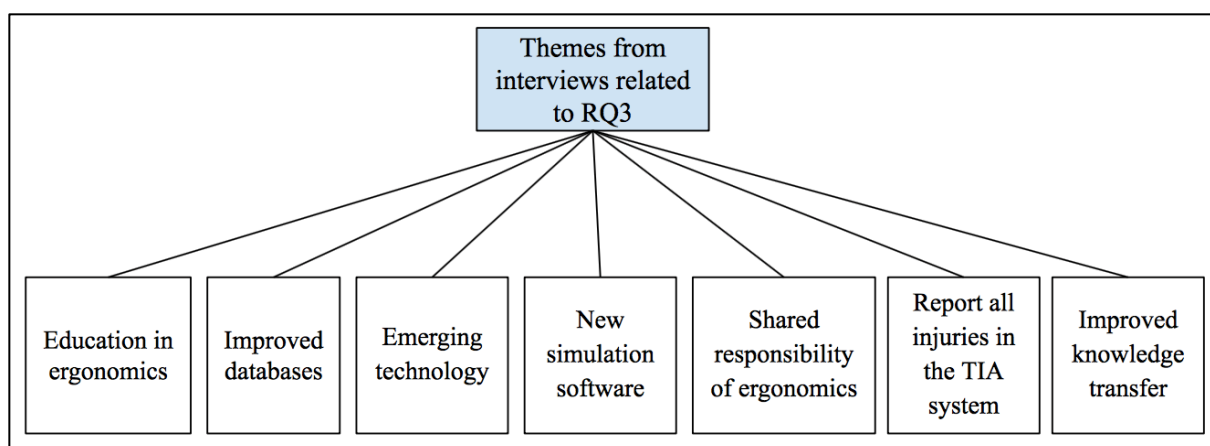 Themes from
interviews related
to RQ3
Education in
ergonomics
Improved
databases
Emerging
technology
New
simulation
software
Shared
responsibility
of ergonomics
Report all
injuries in
the TIA
system
Improved
knowledge
transfer